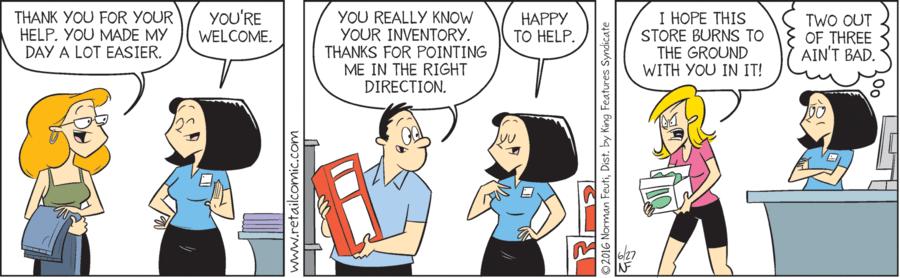 THANK YOU FOR YOUR
HELP. YOU MADE MY
DAY A LOT EASIER.
YOU'RE
WELCOME.
www.retailcomic.com
YOU REALLY KNOW
YOUR INVENTORY.
THANKS FOR POINTING
ME IN THE RIGHT
DIRECTION.
HAPPY
TO HELP.
© 2016 Norman Feuti, Dist. by King Features Syndicate
I HOPE THIS
STORE BURNS TO
THE GROUND
WITH YOU IN IT!
TWO OUT
OF THREE
AIN'T BAD.
6/27
NF